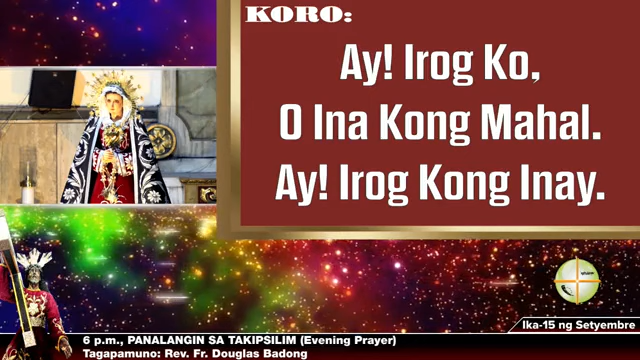 KORO:
Ay! Irog Ko,
O Ina Kong Mahal.
Ay! Irog Kong Inay.
Ika-15 ng Setyembre
6 p.m., PANALANGIN SA TAKIPSILIM (Evening Prayer)
Tagapamuno: Rev. Fr. Douglas Badong